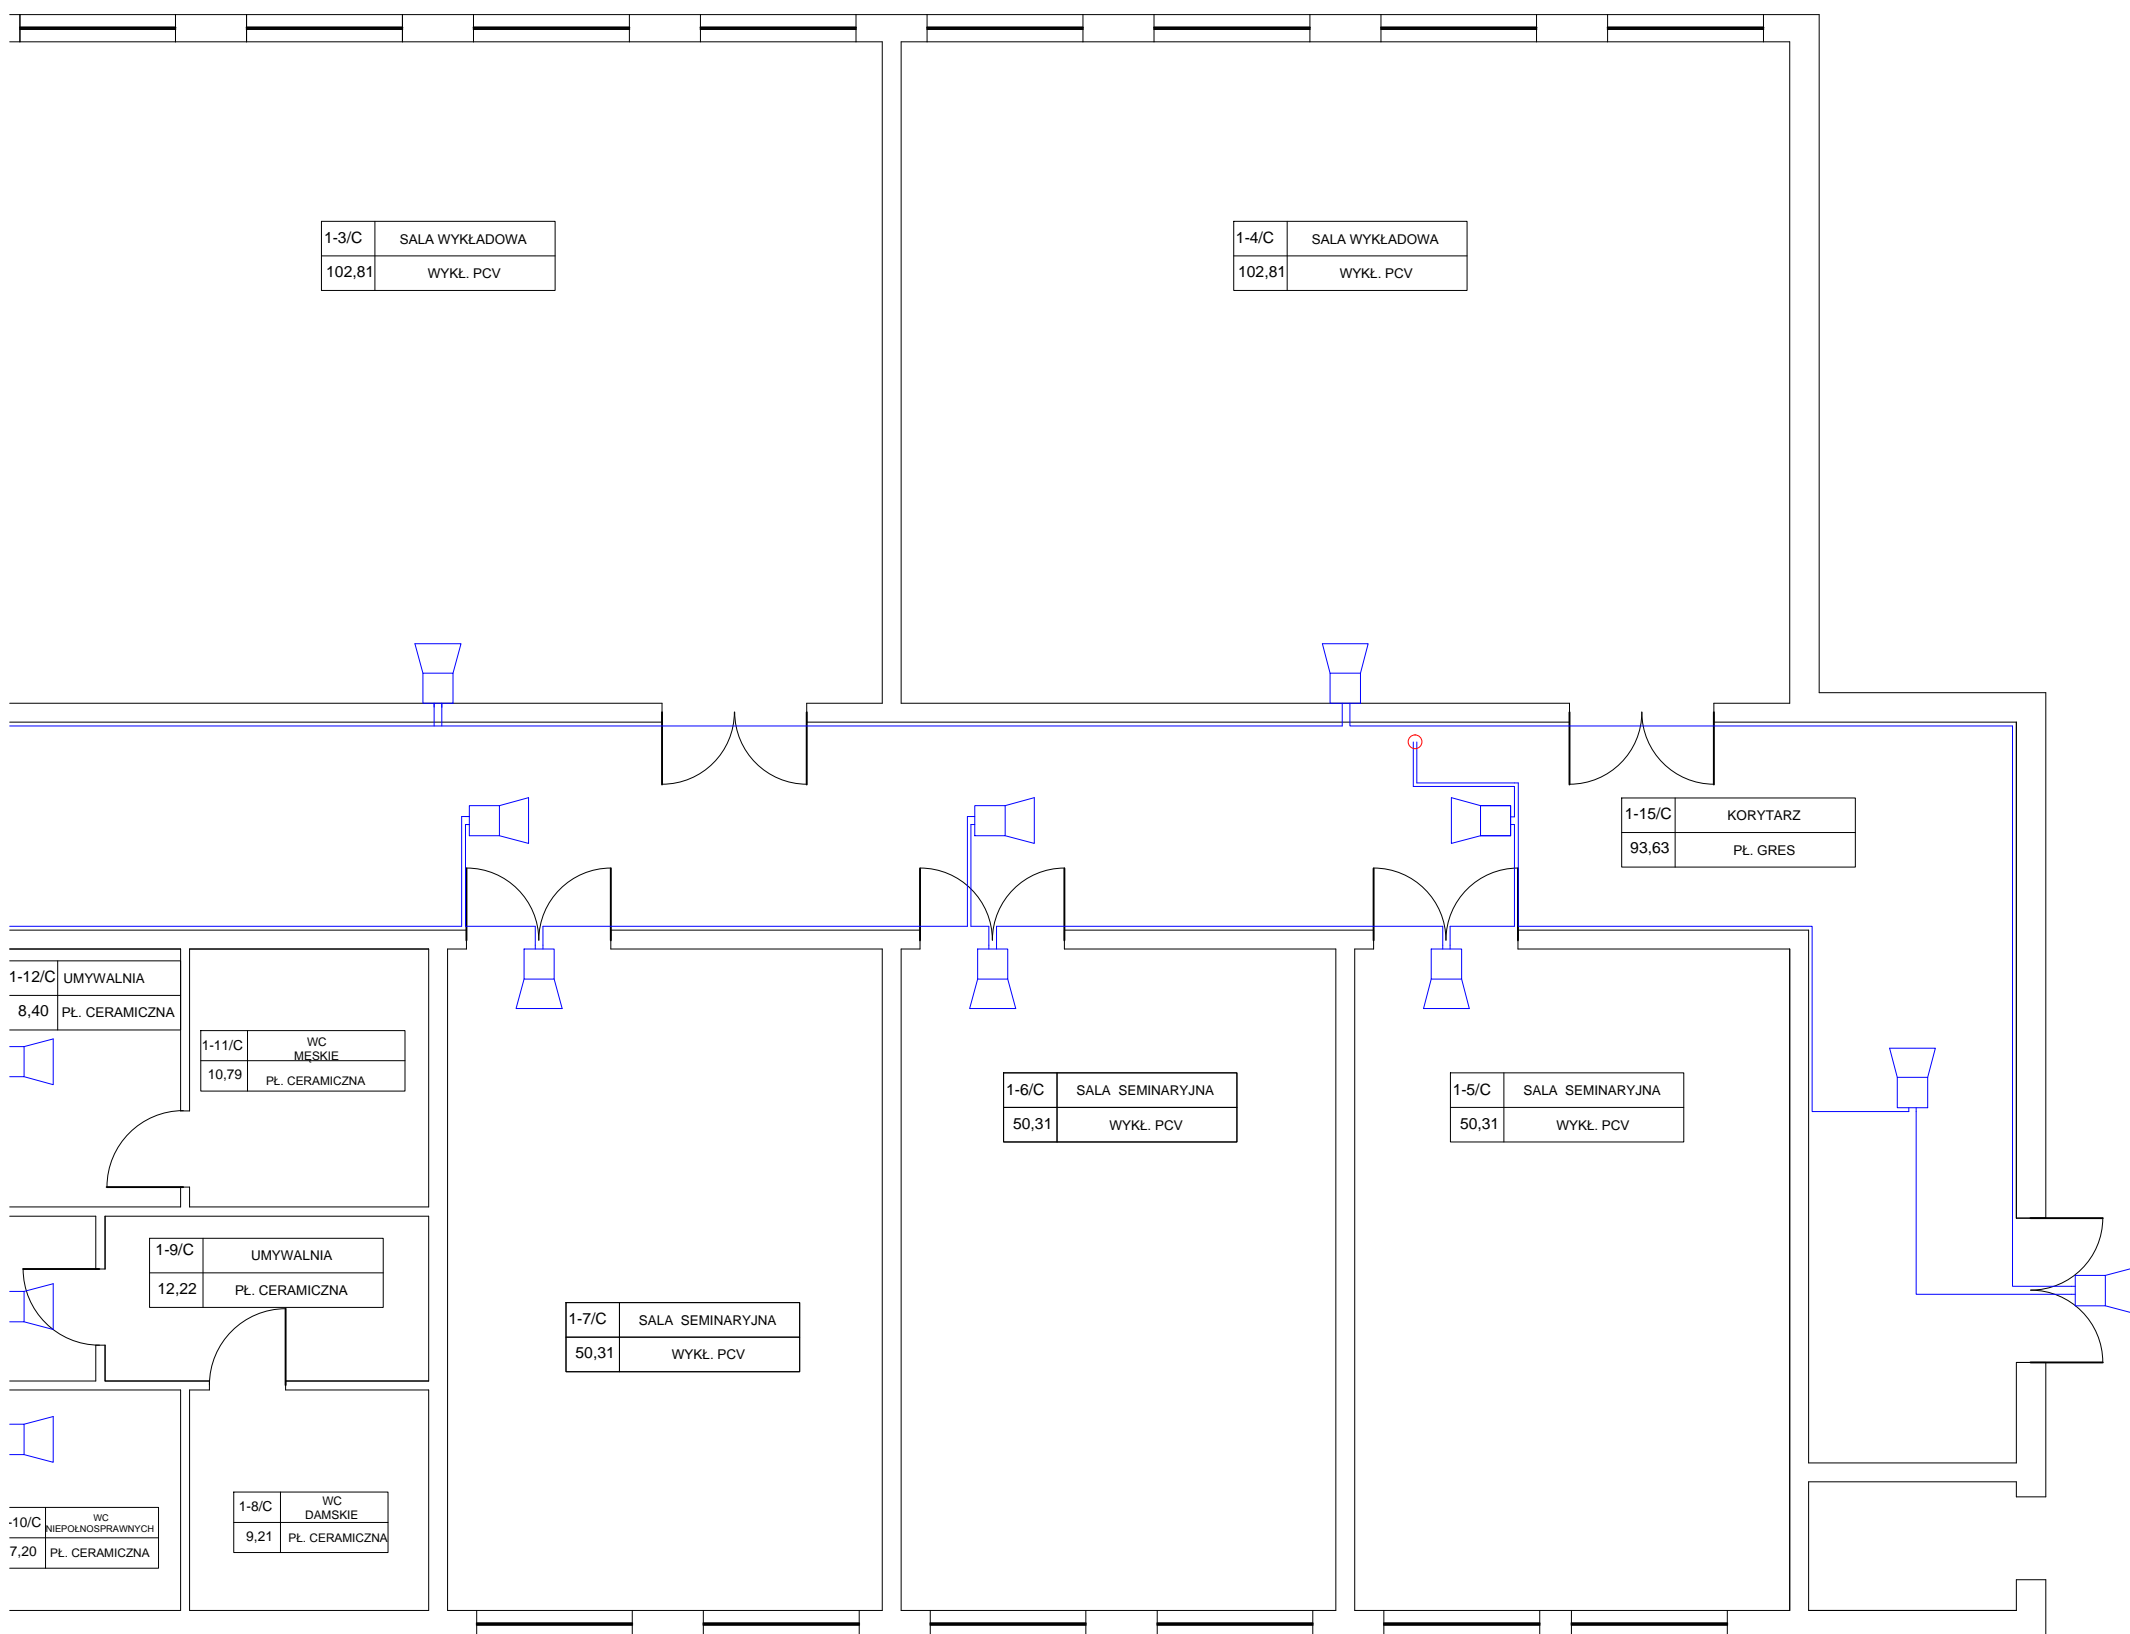 1-3/C SALA WYKŁADOWA
102,81 WYKŁ. PCV
1-4/C SALA WYKŁADOWA
102,81 WYKŁ. PCV
1-15/C KORYTARZ
93,63 PŁ. GRES
1-12/C UMYWALNIA
8,40 PŁ. CERAMICZNA
1-11/C WC
MĘSKIE
10,79 PŁ. CERAMICZNA
1-6/C SALA SEMINARYJNA
50,31 WYKŁ. PCV
1-5/C SALA SEMINARYJNA
50,31 WYKŁ. PCV
1-9/C UMYWALNIA
12,22 PŁ. CERAMICZNA
1-7/C SALA SEMINARYJNA
50,31 WYKŁ. PCV
1-8/C WC
DAMSKIE
9,21 PŁ. CERAMICZNA
-10/C WC
NIEPOŁNOSPRAWNYCH
7,20 PŁ. CERAMICZNA